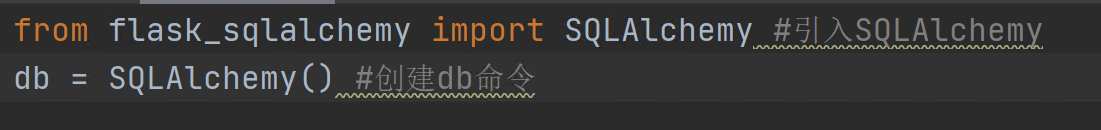 from flask_sqlalchemy import SQLAlchemy #引入SQLAlchemy
db = SQLAlchemy() #创建db命令